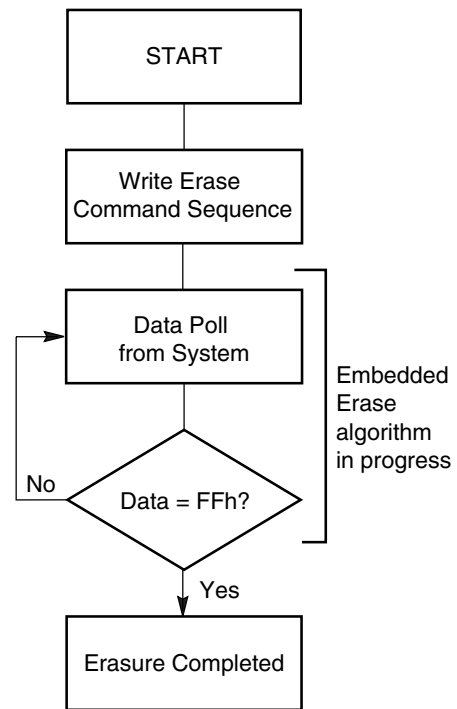 START
Write Erase
Command Sequence
Data Poll
from System
Embedded
Erase
algorithm
in progress
No
Data = FFh?
Yes
Erasure Completed